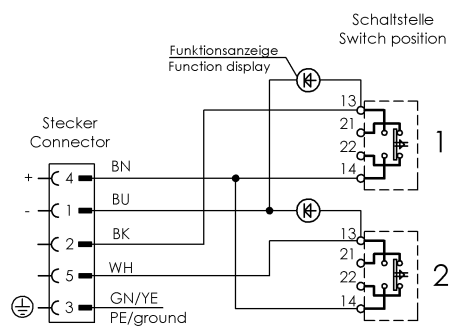 Schaltstelle
Switch position
Funktionsanzeige
Function display
13
21
22
14
1
Stecker
Connector
+ 4 BN
- 1 BU
2 BK
5 WH
3 GN/YE
PE/ground
13
21
22
14
2